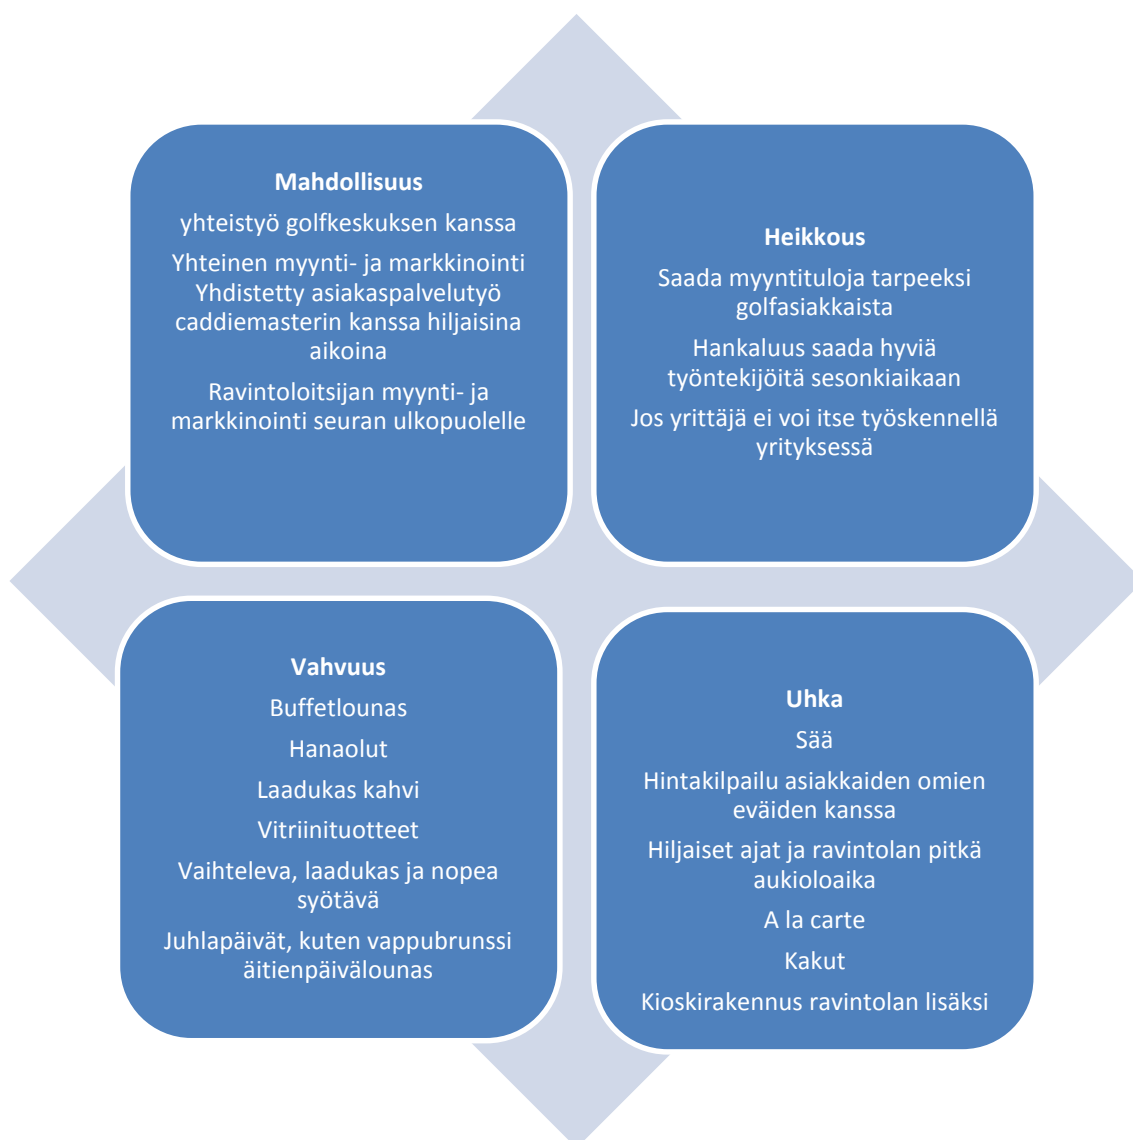 Mahdollisuus
yhteistyö golfkeskuksen kanssa
Yhteinen myynti- ja markkinointi
Yhdistetty asiakaspalvelutyö
caddiemasterin kanssa hiljaisina
aikoina
Ravintoloitsijan myynti- ja
markkinointi seuran ulkopuolelle
Heikkous
Saada myyntituloja tarpeeksi
golfasiakkaista
Hankaluus saada hyviä
työntekijöitä sesonkiaikaan
Jos yrittäjä ei voi itse työskennellä
yrityksessä
Vahvuus
Buffetlounas
Hanaolut
Laadukas kahvi
Vitriinituotteet
Vaihteleva, laadukas ja nopea
syötävä
Juhlapäivät, kuten vappubrunssi
äitienpäivälounas
Uhka
Sää
Hintakilpailu asiakkaiden omien
eväiden kanssa
Hiljaiset ajat ja ravintolan pitkä
aukioloaika
A la carte
Kakut
Kioskirakennus ravintolan lisäksi